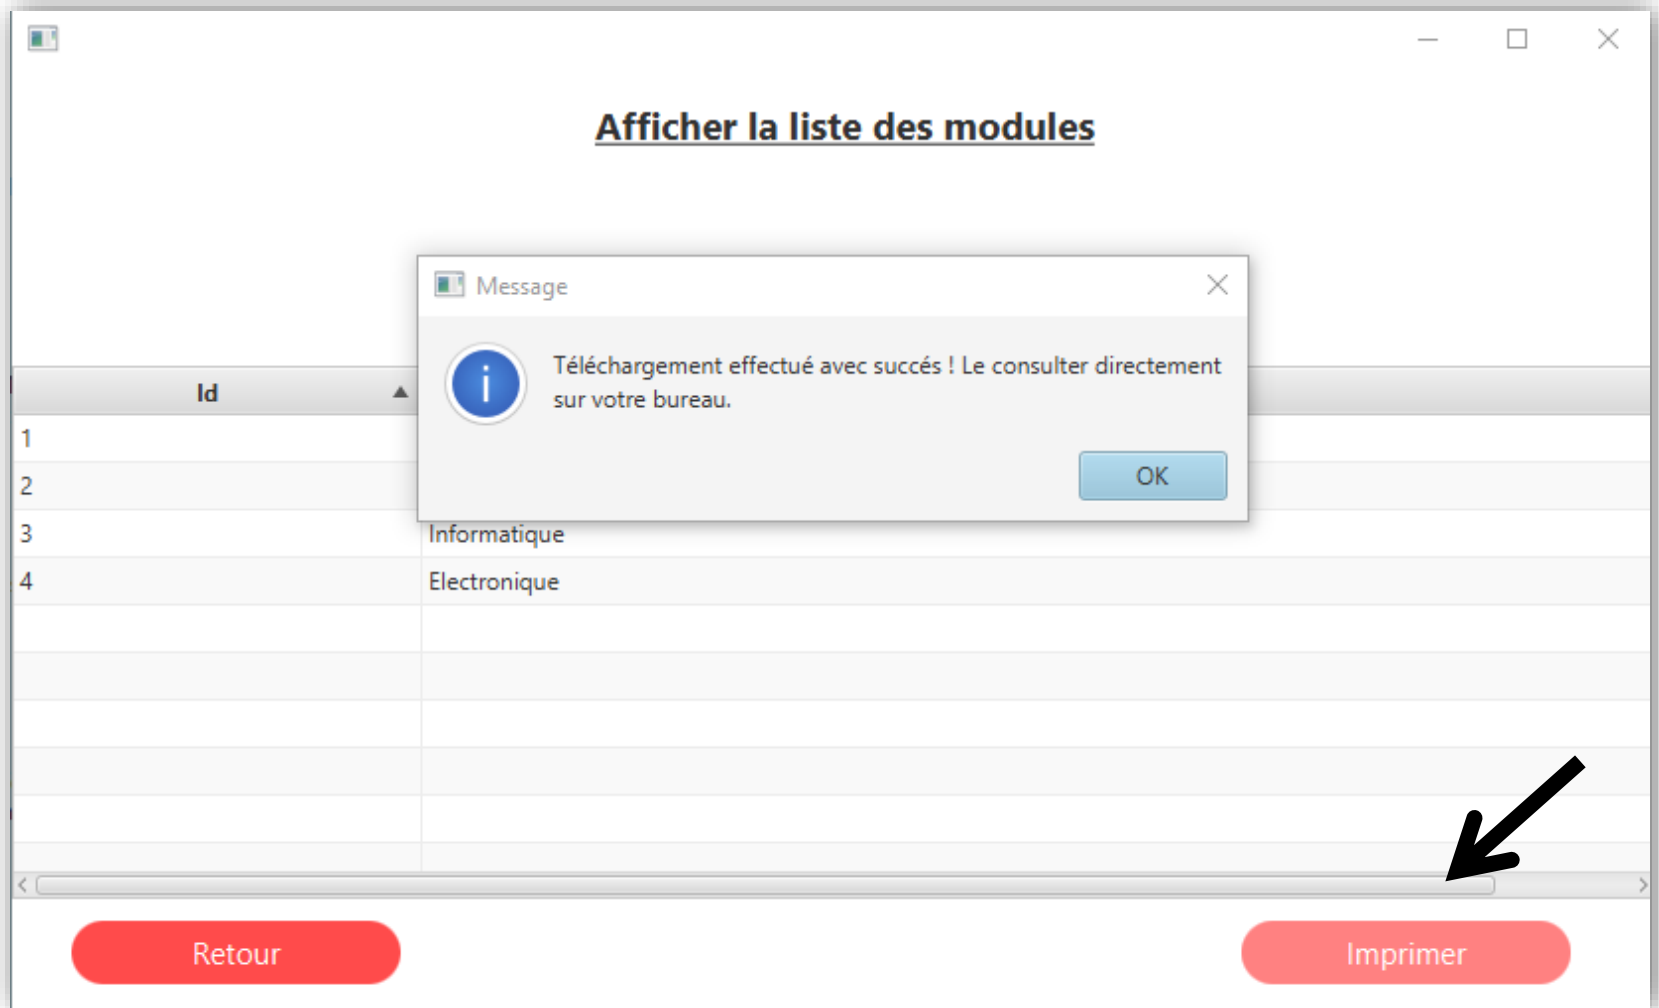 Afficher la liste des modules
Message
Téléchargement effectué avec succés ! Le consulter directement
sur votre bureau.
OK
Id
1
2
3 Informatique
4 Electronique
Retour Imprimer